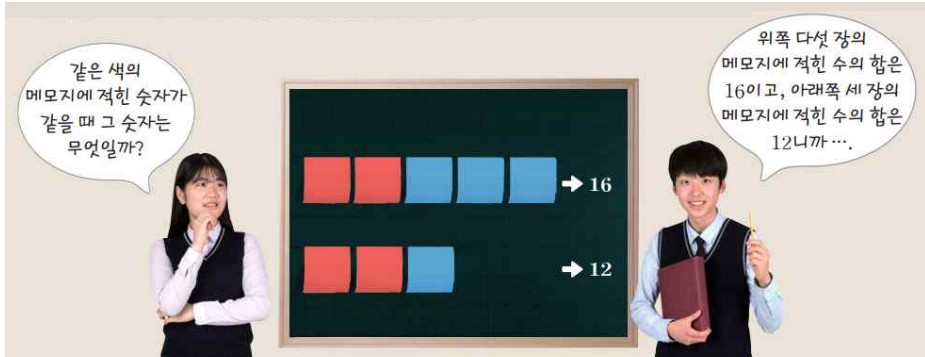 같은 색의
메모지에 적힌 숫자가
같을 때 그 숫자는
무엇일까?
위쪽 다섯 장의
메모지에 적힌 수의 합은
16이고, 아래쪽 세 장의
메모지에 적힌 수의 합은
12니까 ….
➔ 16
➔ 12